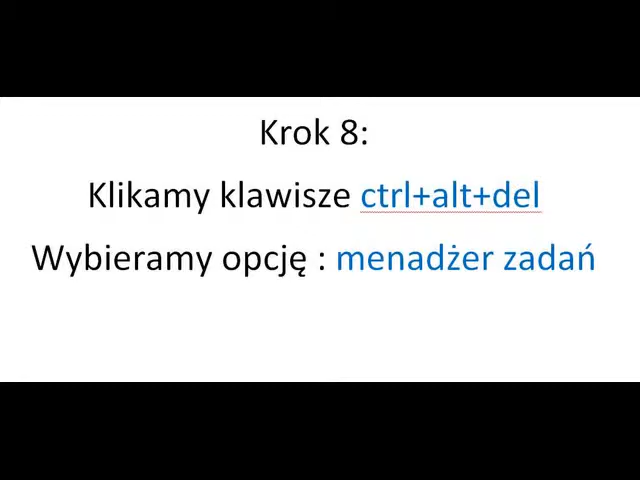 Krok 8:
Klikamy klawisze ctrl+alt+del
Wybieramy opcję : menadżer zadań